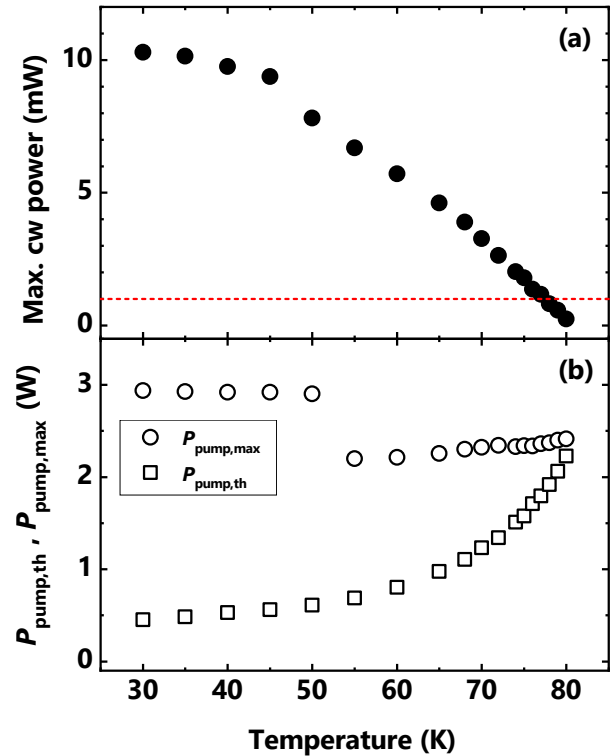 (a)
Max. cw power (mW)
10
5
0
(b)
P_pump,th , P_pump,max (W)
3
2
1
0
P_pump,max
P_pump,th
30 40 50 60 70 80
Temperature (K)